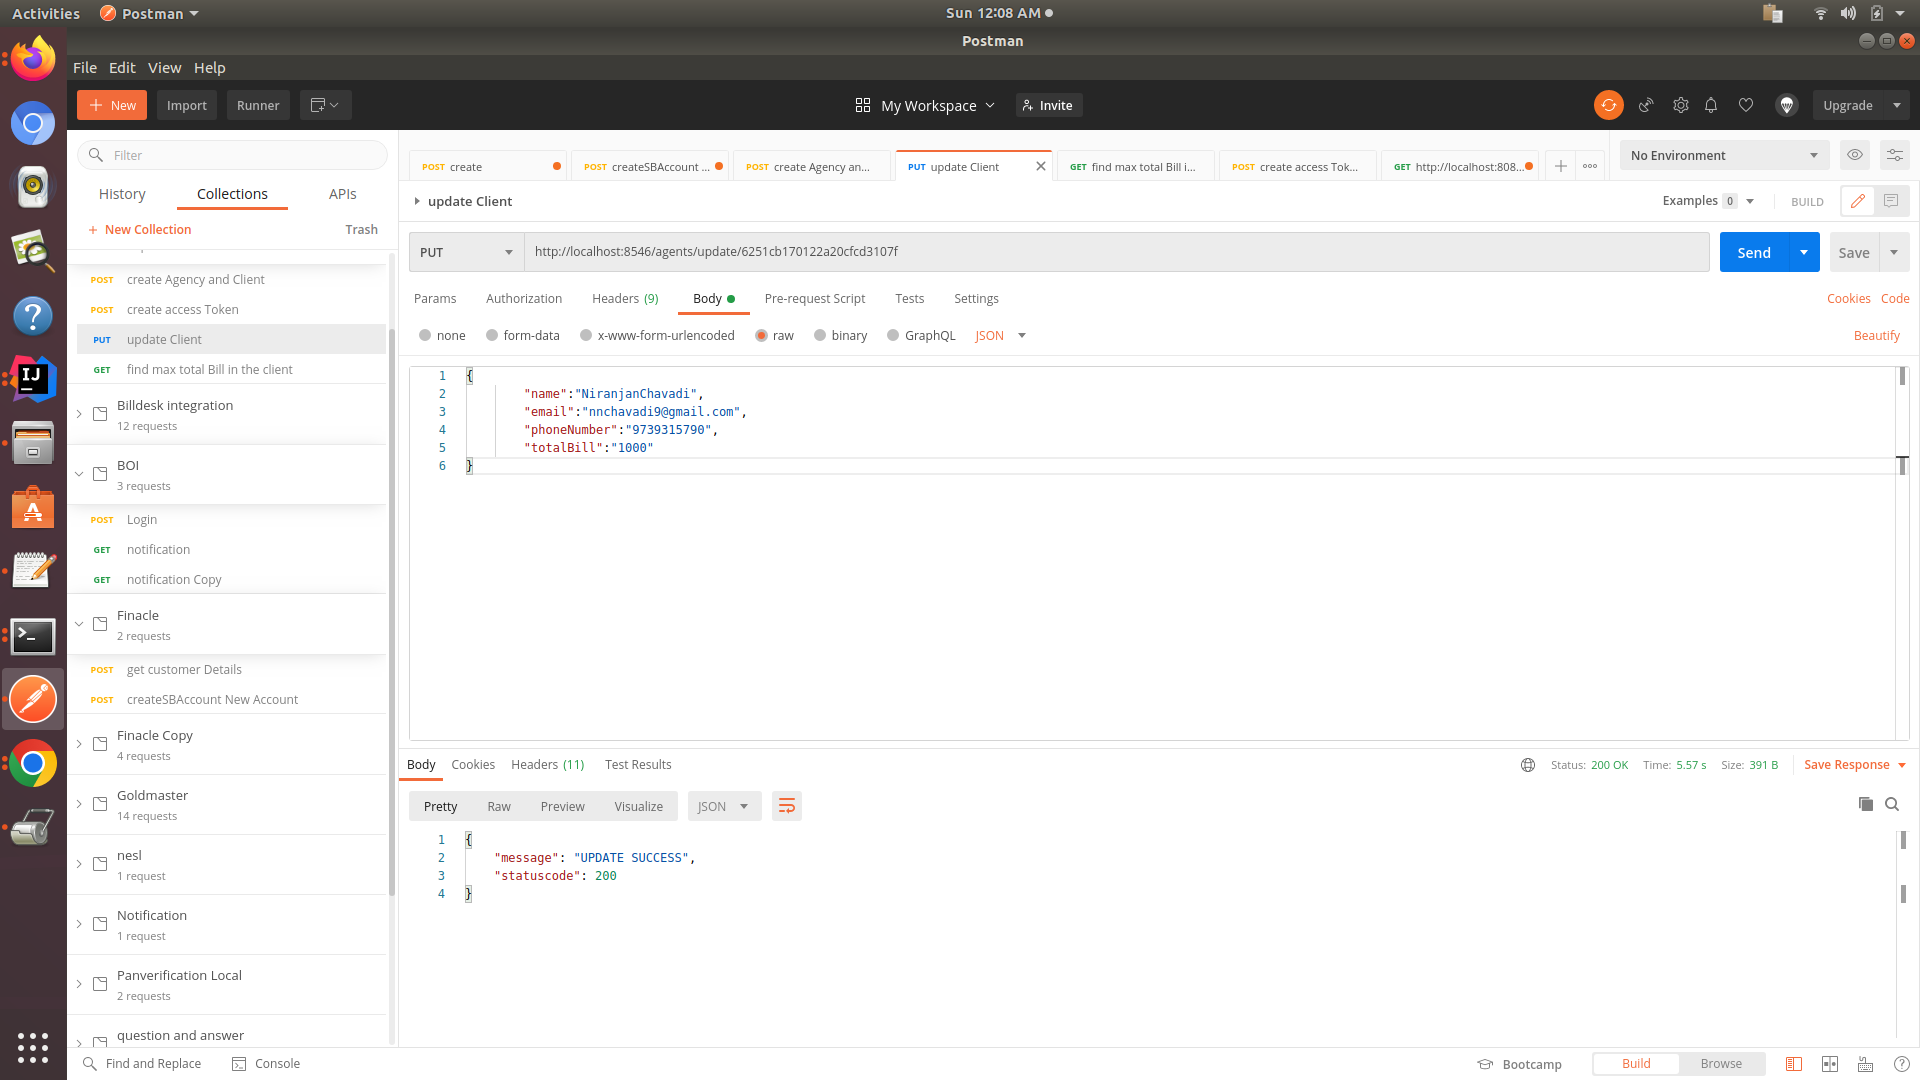 Activities Postman Sun 12:08 AM
Postman
File Edit View Help
+ New Import Runner My Workspace Invite Upgrade
Filter
History Collections APIs
+ New Collection Trash
POST create Agency and Client
POST create access Token
PUT update Client
GET find max total Bill in the client
Billdesk integration
12 requests
BOI
3 requests
POST Login
GET notification
GET notification Copy
Finacle
2 requests
POST get customer Details
POST createSBAccount New Account
Finacle Copy
4 requests
Goldmaster
14 requests
nesl
1 request
Notification
1 request
Panverification Local
2 requests
question and answer
POST create POST createSBAccount ... POST create Agency an... PUT update Client GET find max total Bill i... POST create access Tok... GET http://localhost:808... No Environment
update Client Examples 0 BUILD
PUT http://localhost:8546/agents/update/6251cb170122a20cfcd3107f Send Save
Params Authorization Headers (9) Body Pre-request Script Tests Settings Cookies Code
none form-data x-www-form-urlencoded raw binary GraphQL JSON Beautify
1 {
2 "name":"NiranjanChavadi",
3 "email":"nnchavadi9@gmail.com",
4 "phoneNumber":"9739315790",
5 "totalBill":"1000"
6 }
Body Cookies Headers (11) Test Results Status: 200 OK Time: 5.57 s Size: 391 B Save Response
Pretty Raw Preview Visualize JSON
1 {
2 "message": "UPDATE SUCCESS",
3 "statuscode": 200
4 }
Find and Replace Console Bootcamp Build Browse